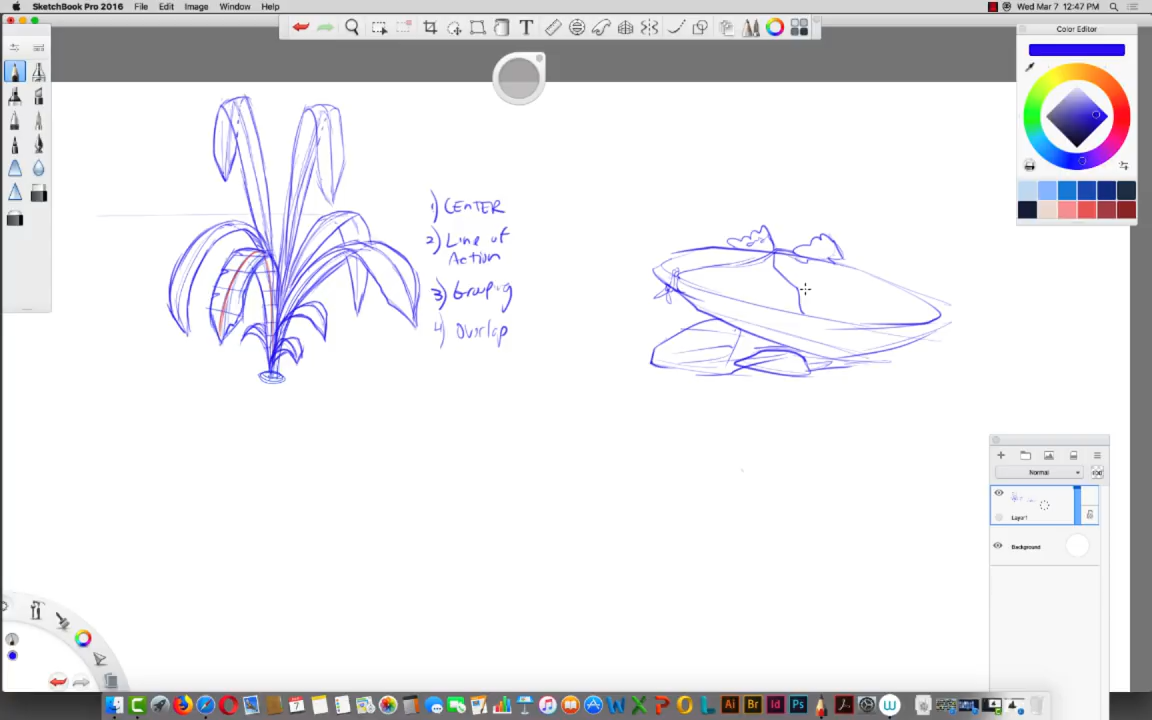 SketchBook Pro 2016 File Edit Image Window Help
Wed Mar 7 12:47 PM
Color Editor
1) CENTER
2) Line of
Action
3) Grouping
4) Overlap
Normal
Layer1
Background